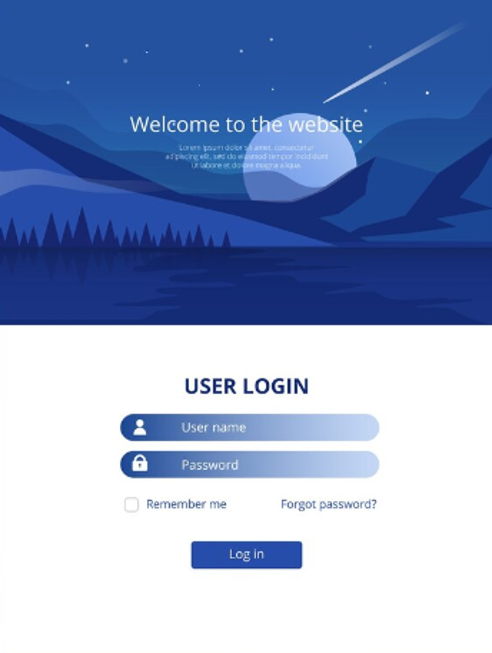 Welcome to the website
Lorem ipsum dolor sit amet, consectetur
adipiscing elit, sed do eiusmod tempor incididunt
ut labore et dolore magna aliqua.
USER LOGIN
User name
Password
Remember me
Forgot password?
Log in